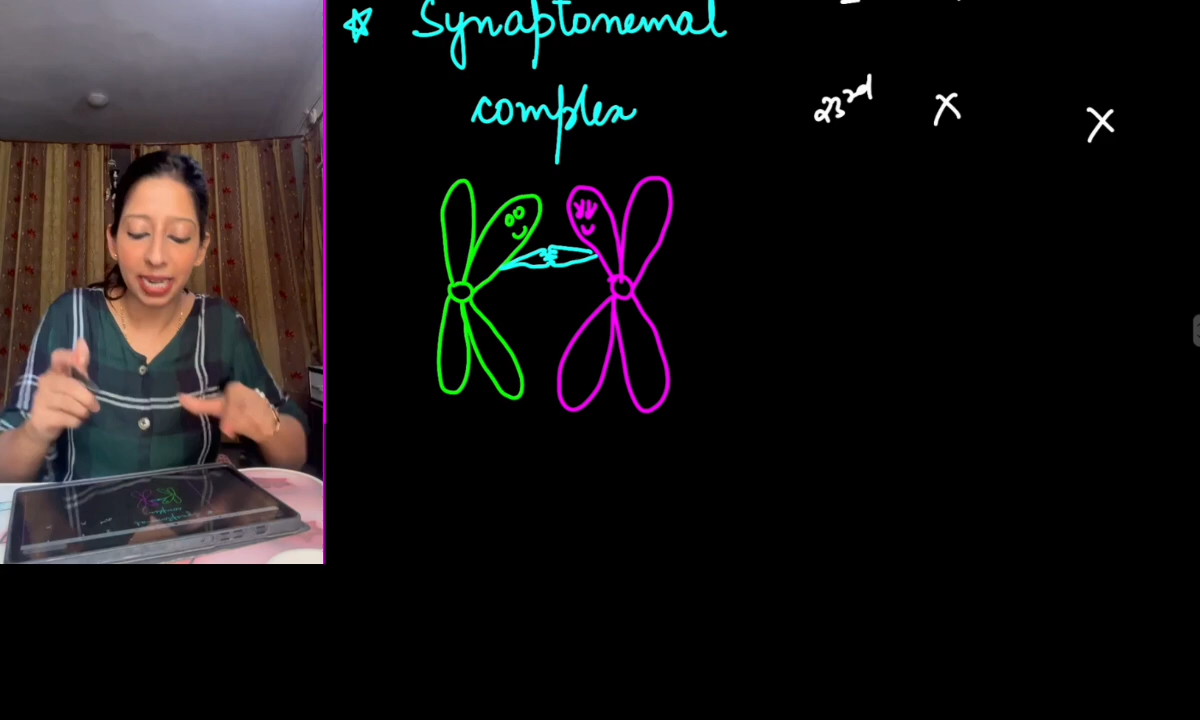 ☆ Synaptonemal
complex
23rd X X